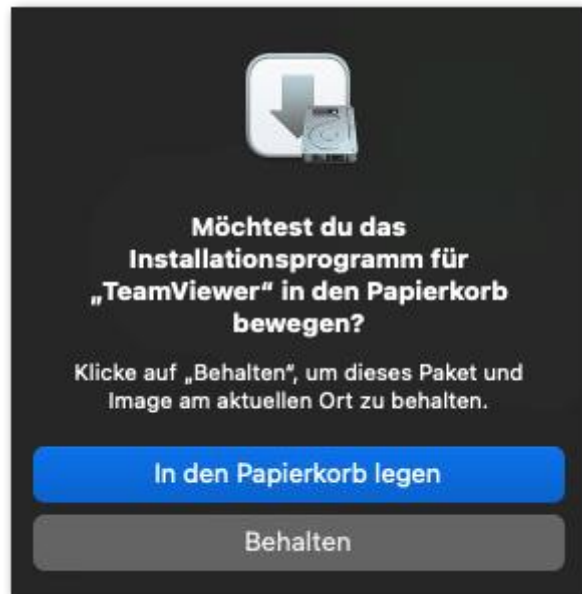 Möchtest du das
Installationsprogramm für
„TeamViewer“ in den Papierkorb
bewegen?
Klicke auf „Behalten“, um dieses Paket und
Image am aktuellen Ort zu behalten.
In den Papierkorb legen
Behalten